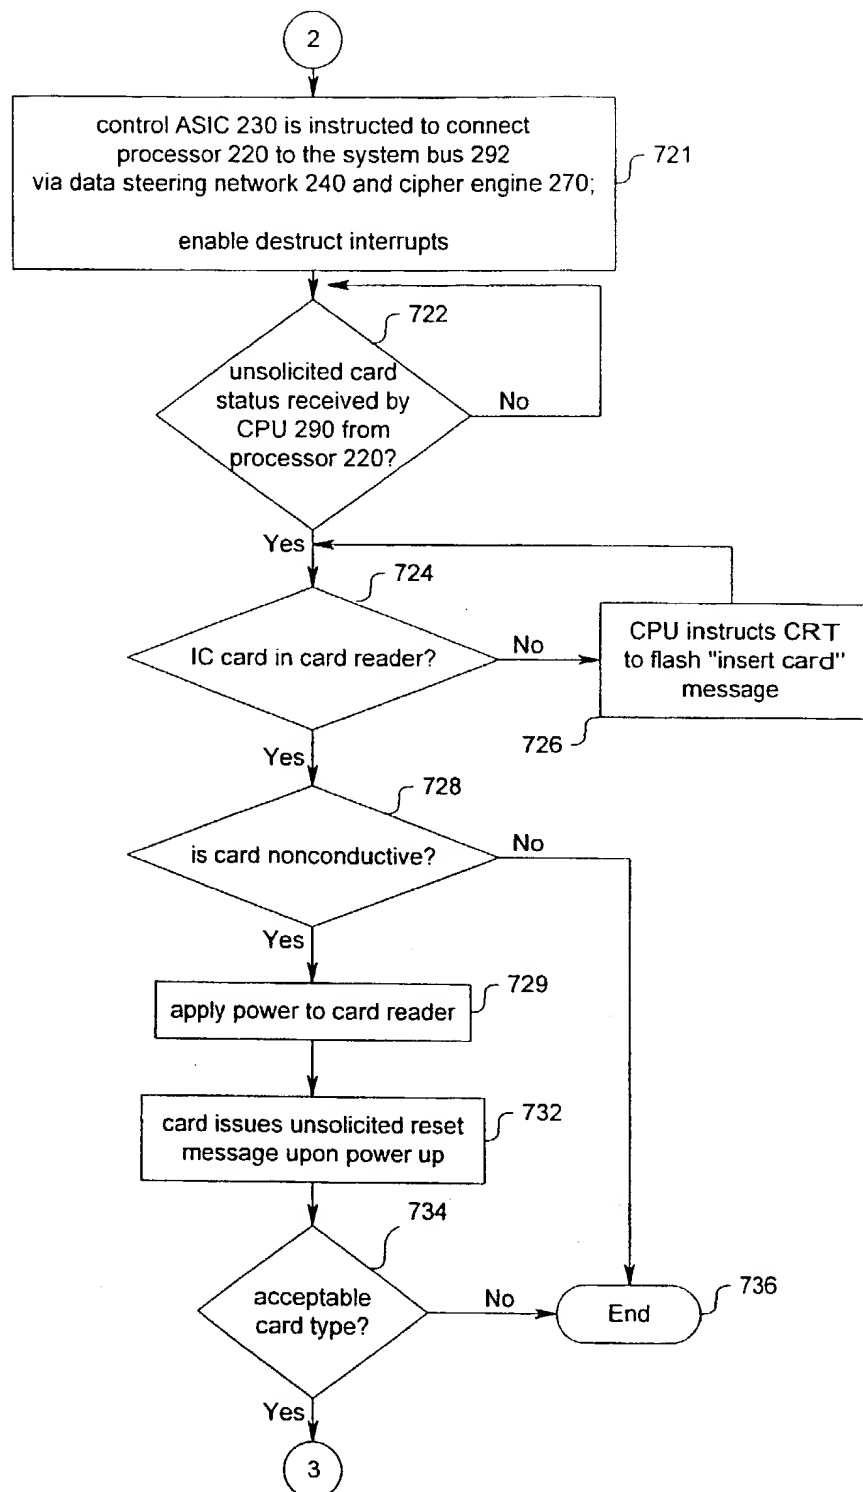 2
control ASIC 230 is instructed to connect
processor 220 to the system bus 292
via data steering network 240 and cipher engine 270;
enable destruct interrupts
721
722
unsolicited card
status received by
CPU 290 from
processor 220?
No
Yes
724
IC card in card reader?
No
CPU instructs CRT
to flash "insert card"
message
726
Yes
728
is card nonconductive?
No
Yes
729
apply power to card reader
732
card issues unsolicited reset
message upon power up
734
acceptable
card type?
No
End
736
Yes
3